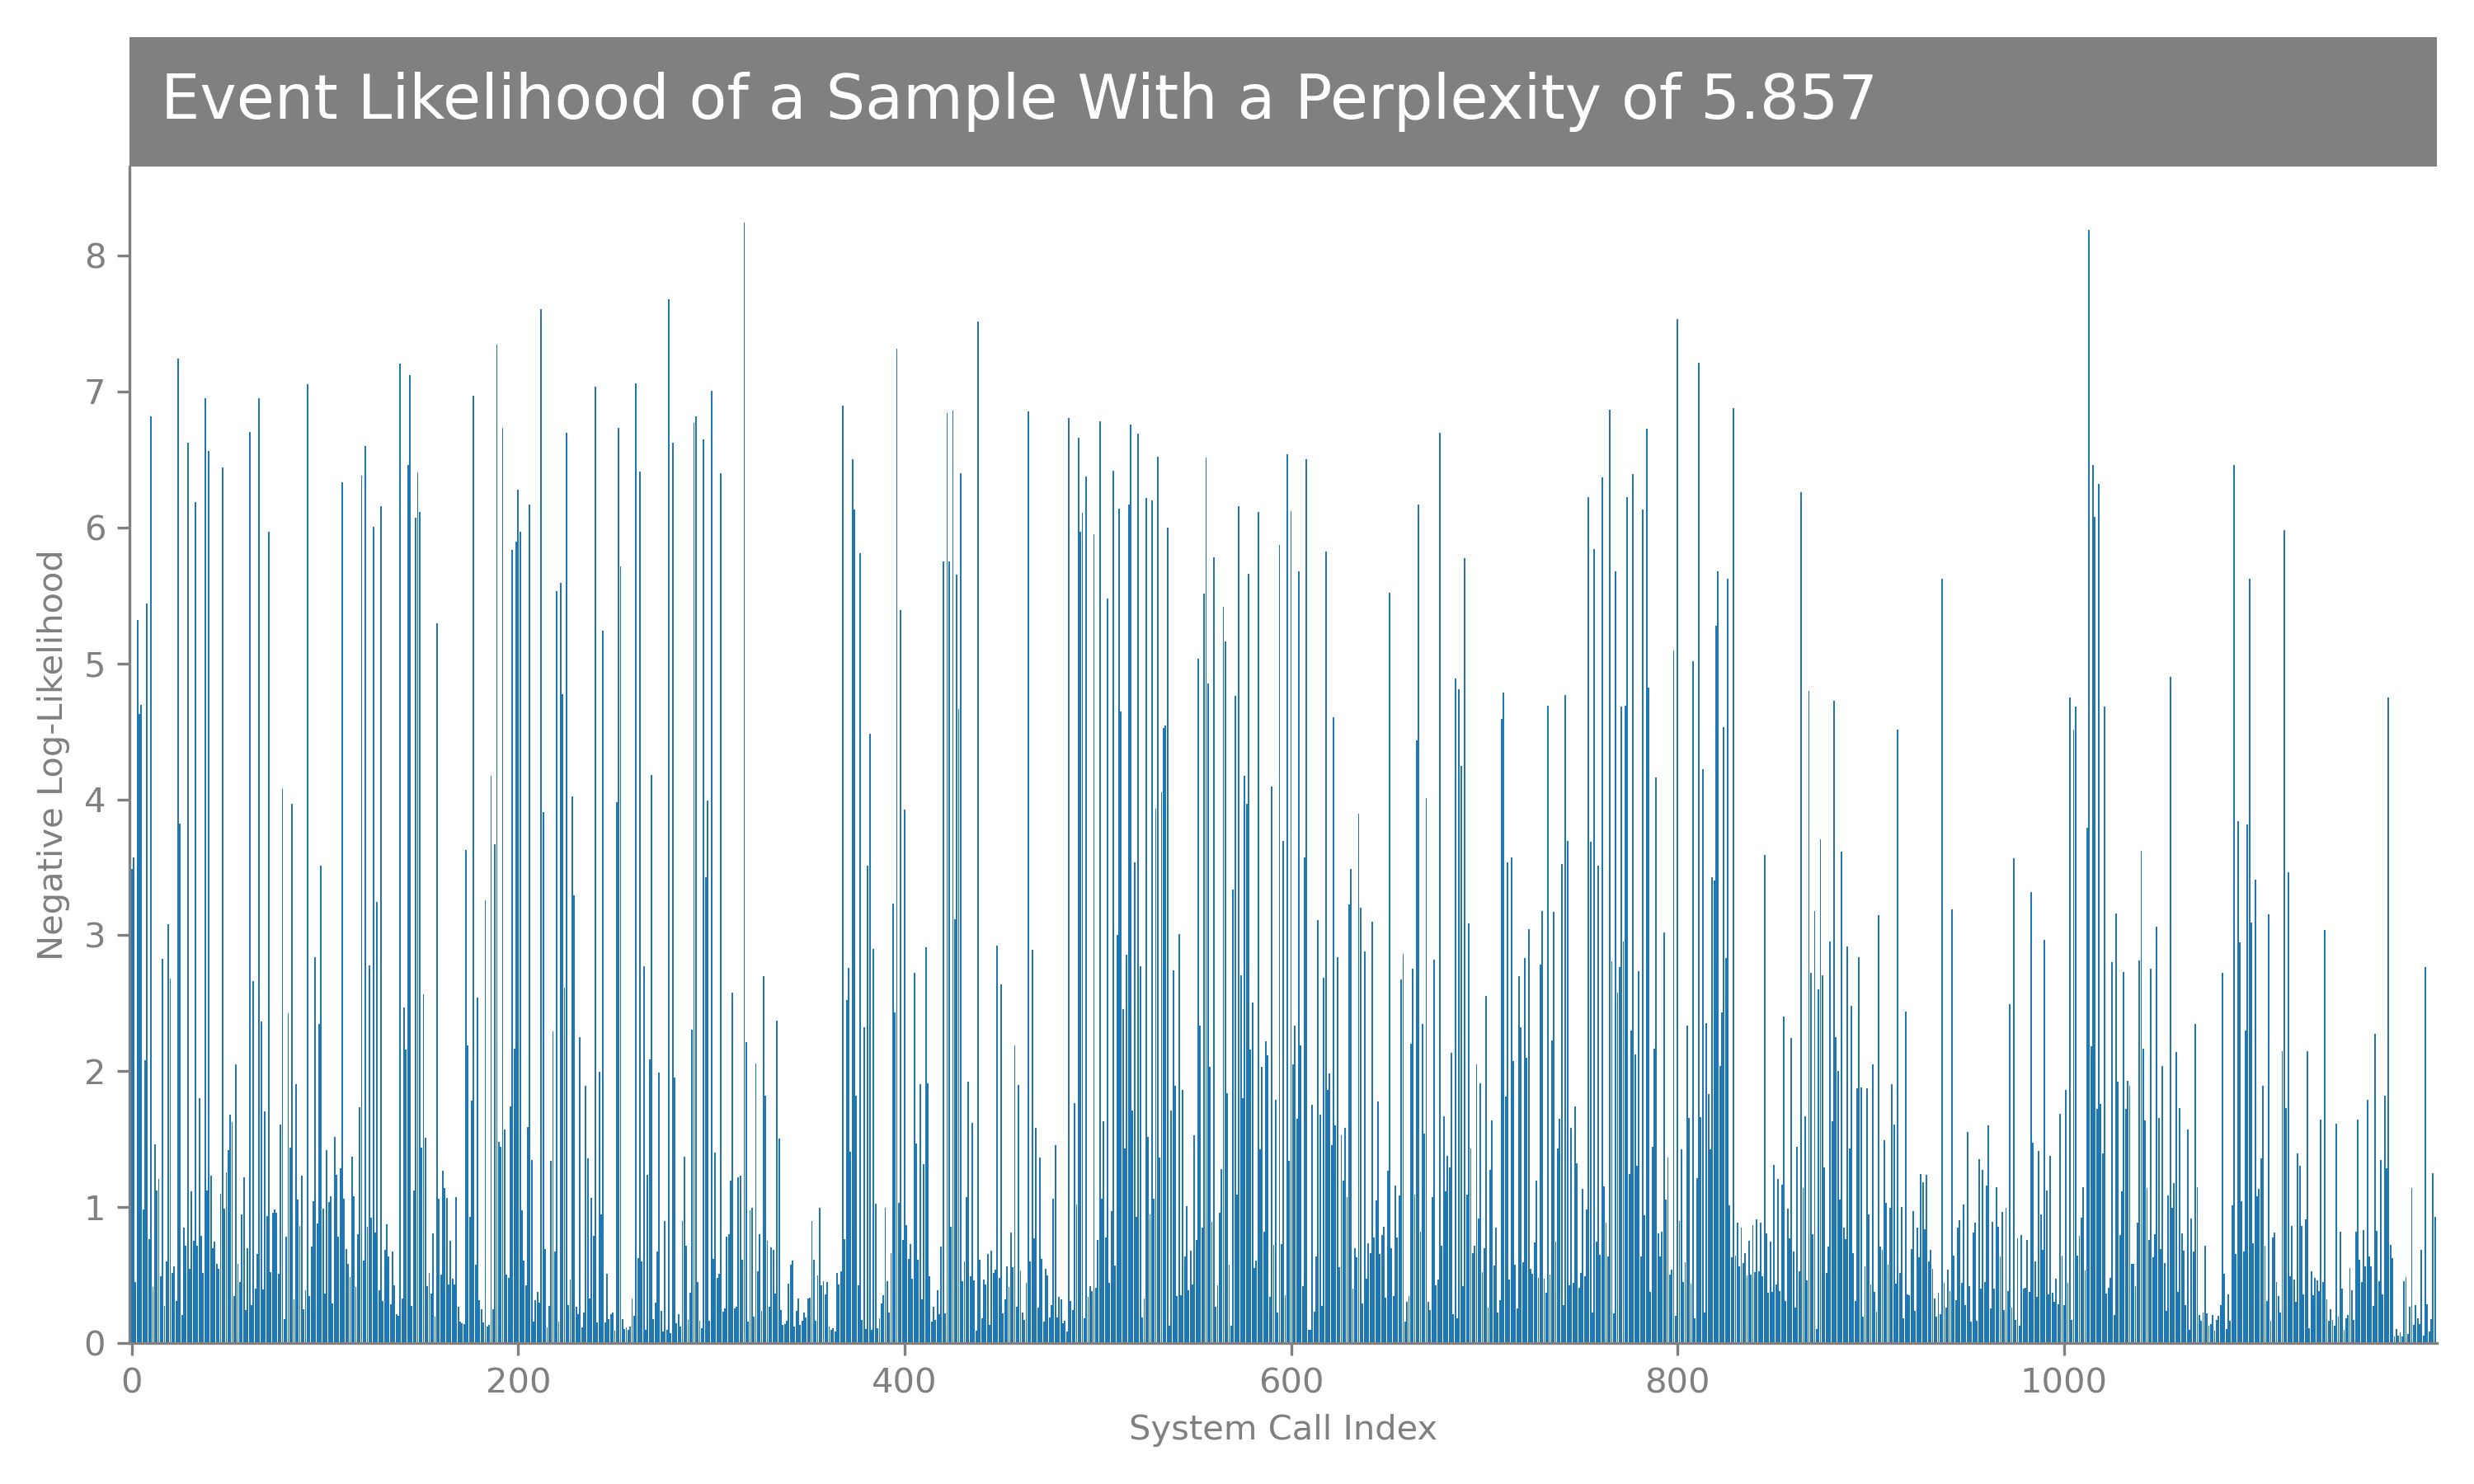 Event Likelihood of a Sample With a Perplexity of 5.857
8
7
6
5
4
3
2
1
0
Negative Log-Likelihood
0 200 400 600 800 1000
System Call Index